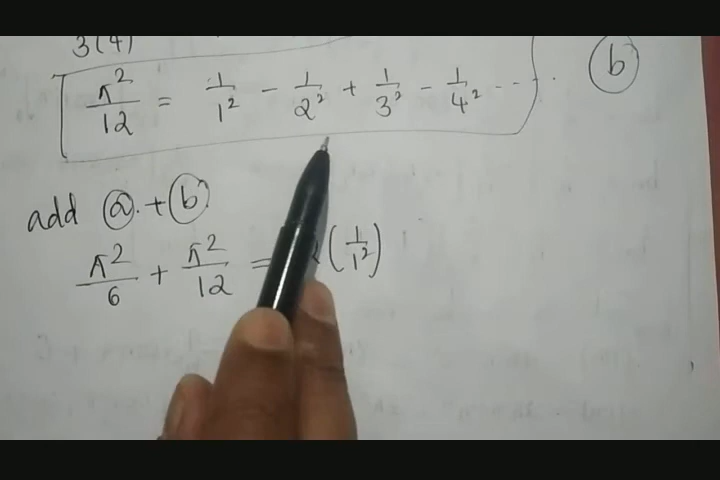 3(4)
π²/12 = 1/1² - 1/2² + 1/3² - 1/4² ---. (b)
add (a). + (b)
π²/6 + π²/12 = 2(1/1²)